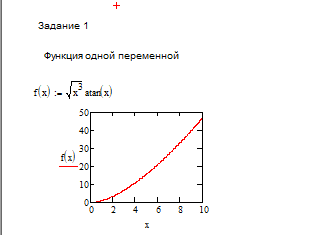 Задание 1
Функция одной переменной
f(x) := √x³ atan(x)
50
40
30
20
10
0
f(x)
0 2 4 6 8 10
x